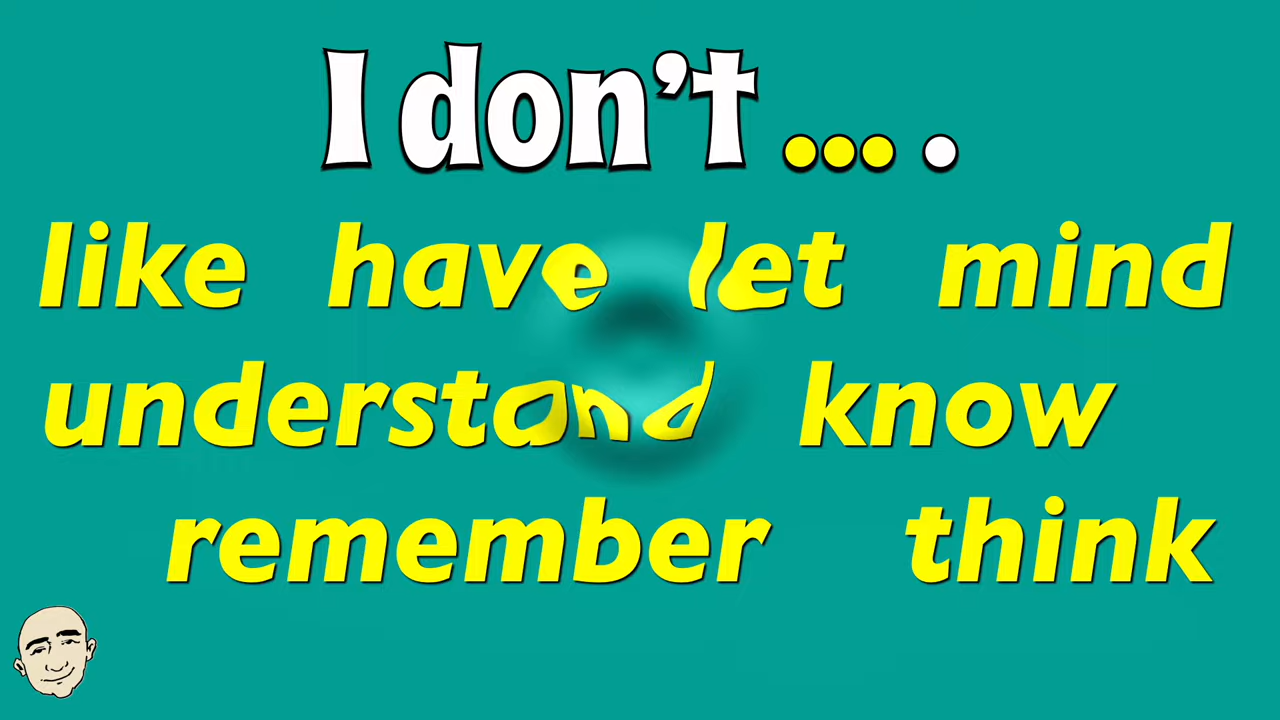 I don't ... .
like have let mind
understand know
remember think